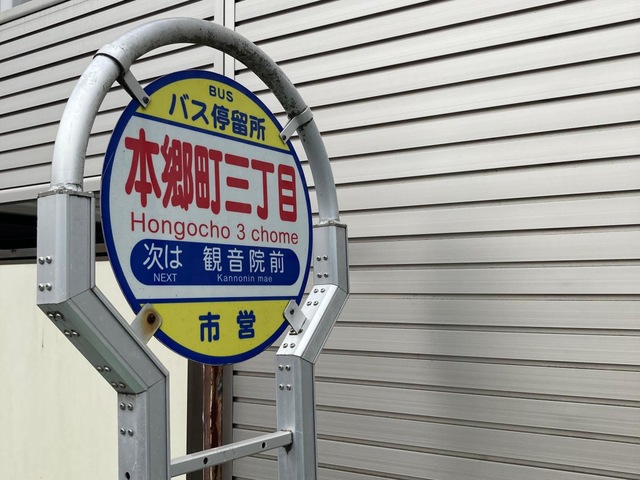 BUS
バス停留所
本郷町三丁目
Hongocho 3 chome
次は 観音院前
NEXT Kannonin mae
市営